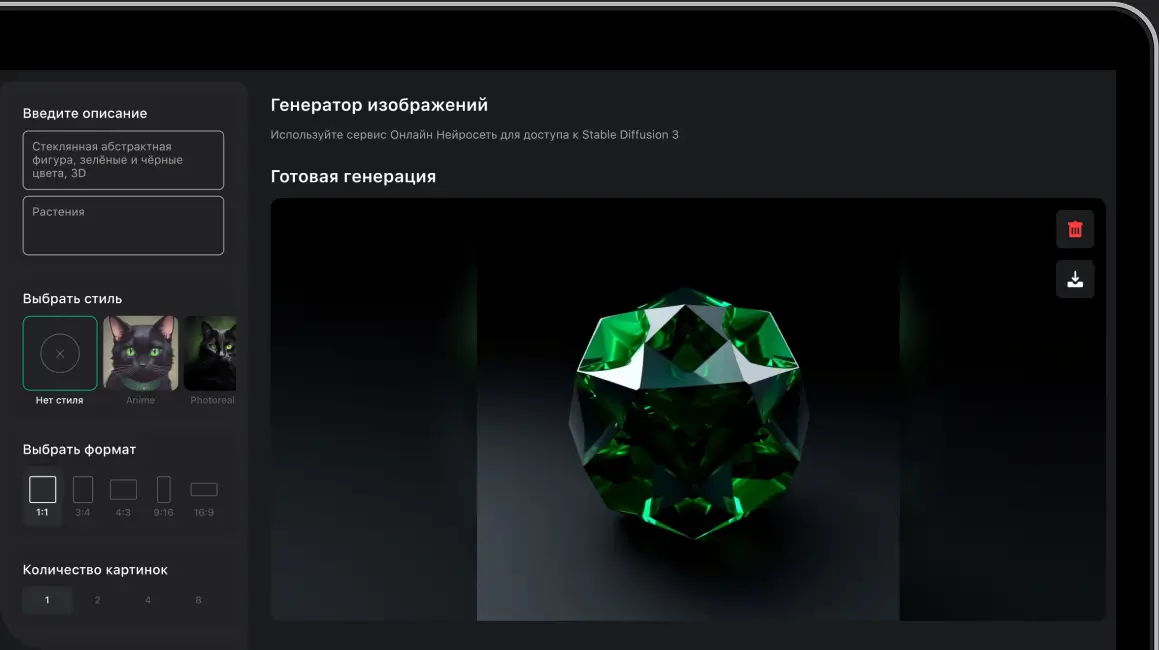 Введите описание
Стеклянная абстрактная
фигура, зелёные и чёрные
цвета, 3D
Растения
Выбрать стиль
Нет стиля
Anime
Photoreal
Выбрать формат
1:1
3:4
4:3
9:16
16:9
Количество картинок
1
2
4
8
Генератор изображений
Используйте сервис Онлайн Нейросеть для доступа к Stable Diffusion 3
Готовая генерация